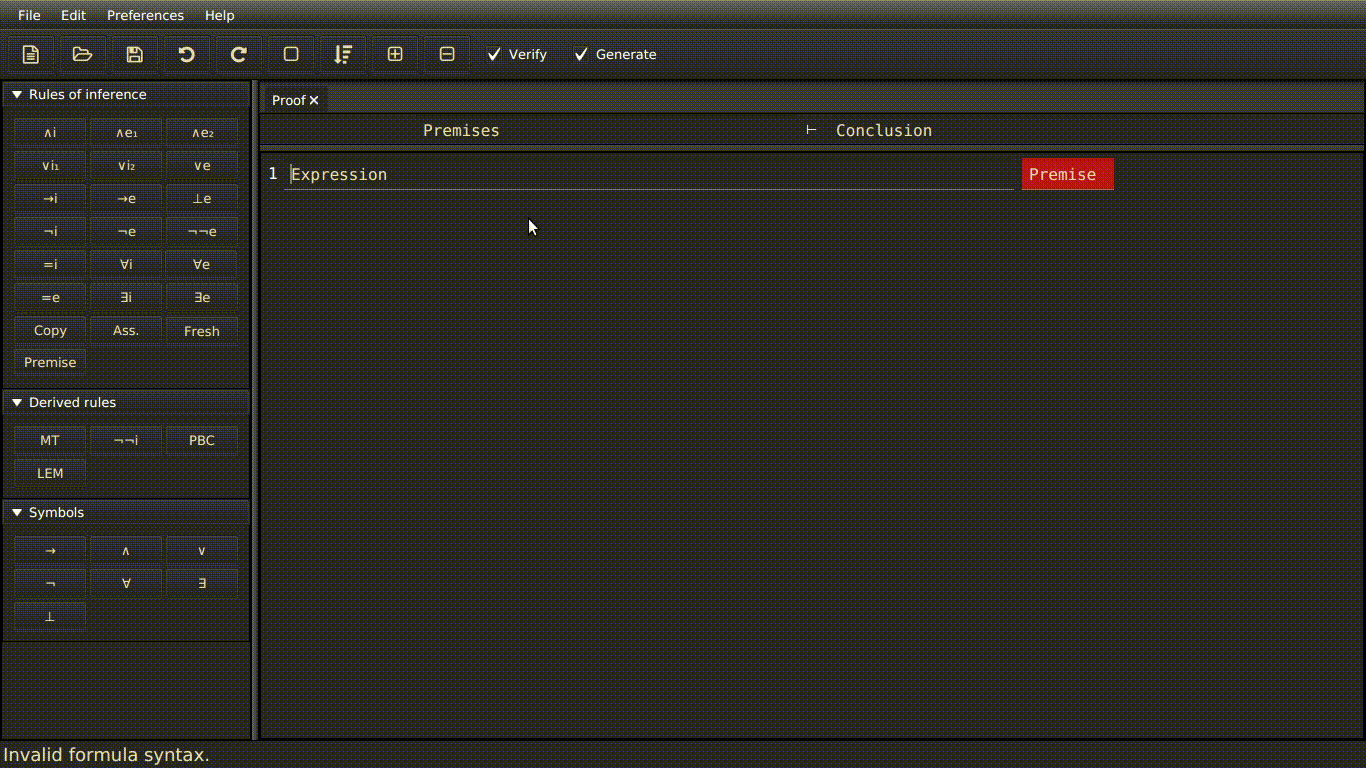 File Edit Preferences Help
Verify Generate
Rules of inference
∧i ∧e₁ ∧e₂
∨i₁ ∨i₂ ∨e
→i →e ⊥e
¬i ¬e ¬¬e
=i ∀i ∀e
=e ∃i ∃e
Copy Ass. Fresh
Premise
Derived rules
MT ¬¬i PBC
LEM
Symbols
→ ∧ ∨
¬ ∀ ∃
⊥
Proof
Premises ⊢ Conclusion
1 Expression Premise
Invalid formula syntax.